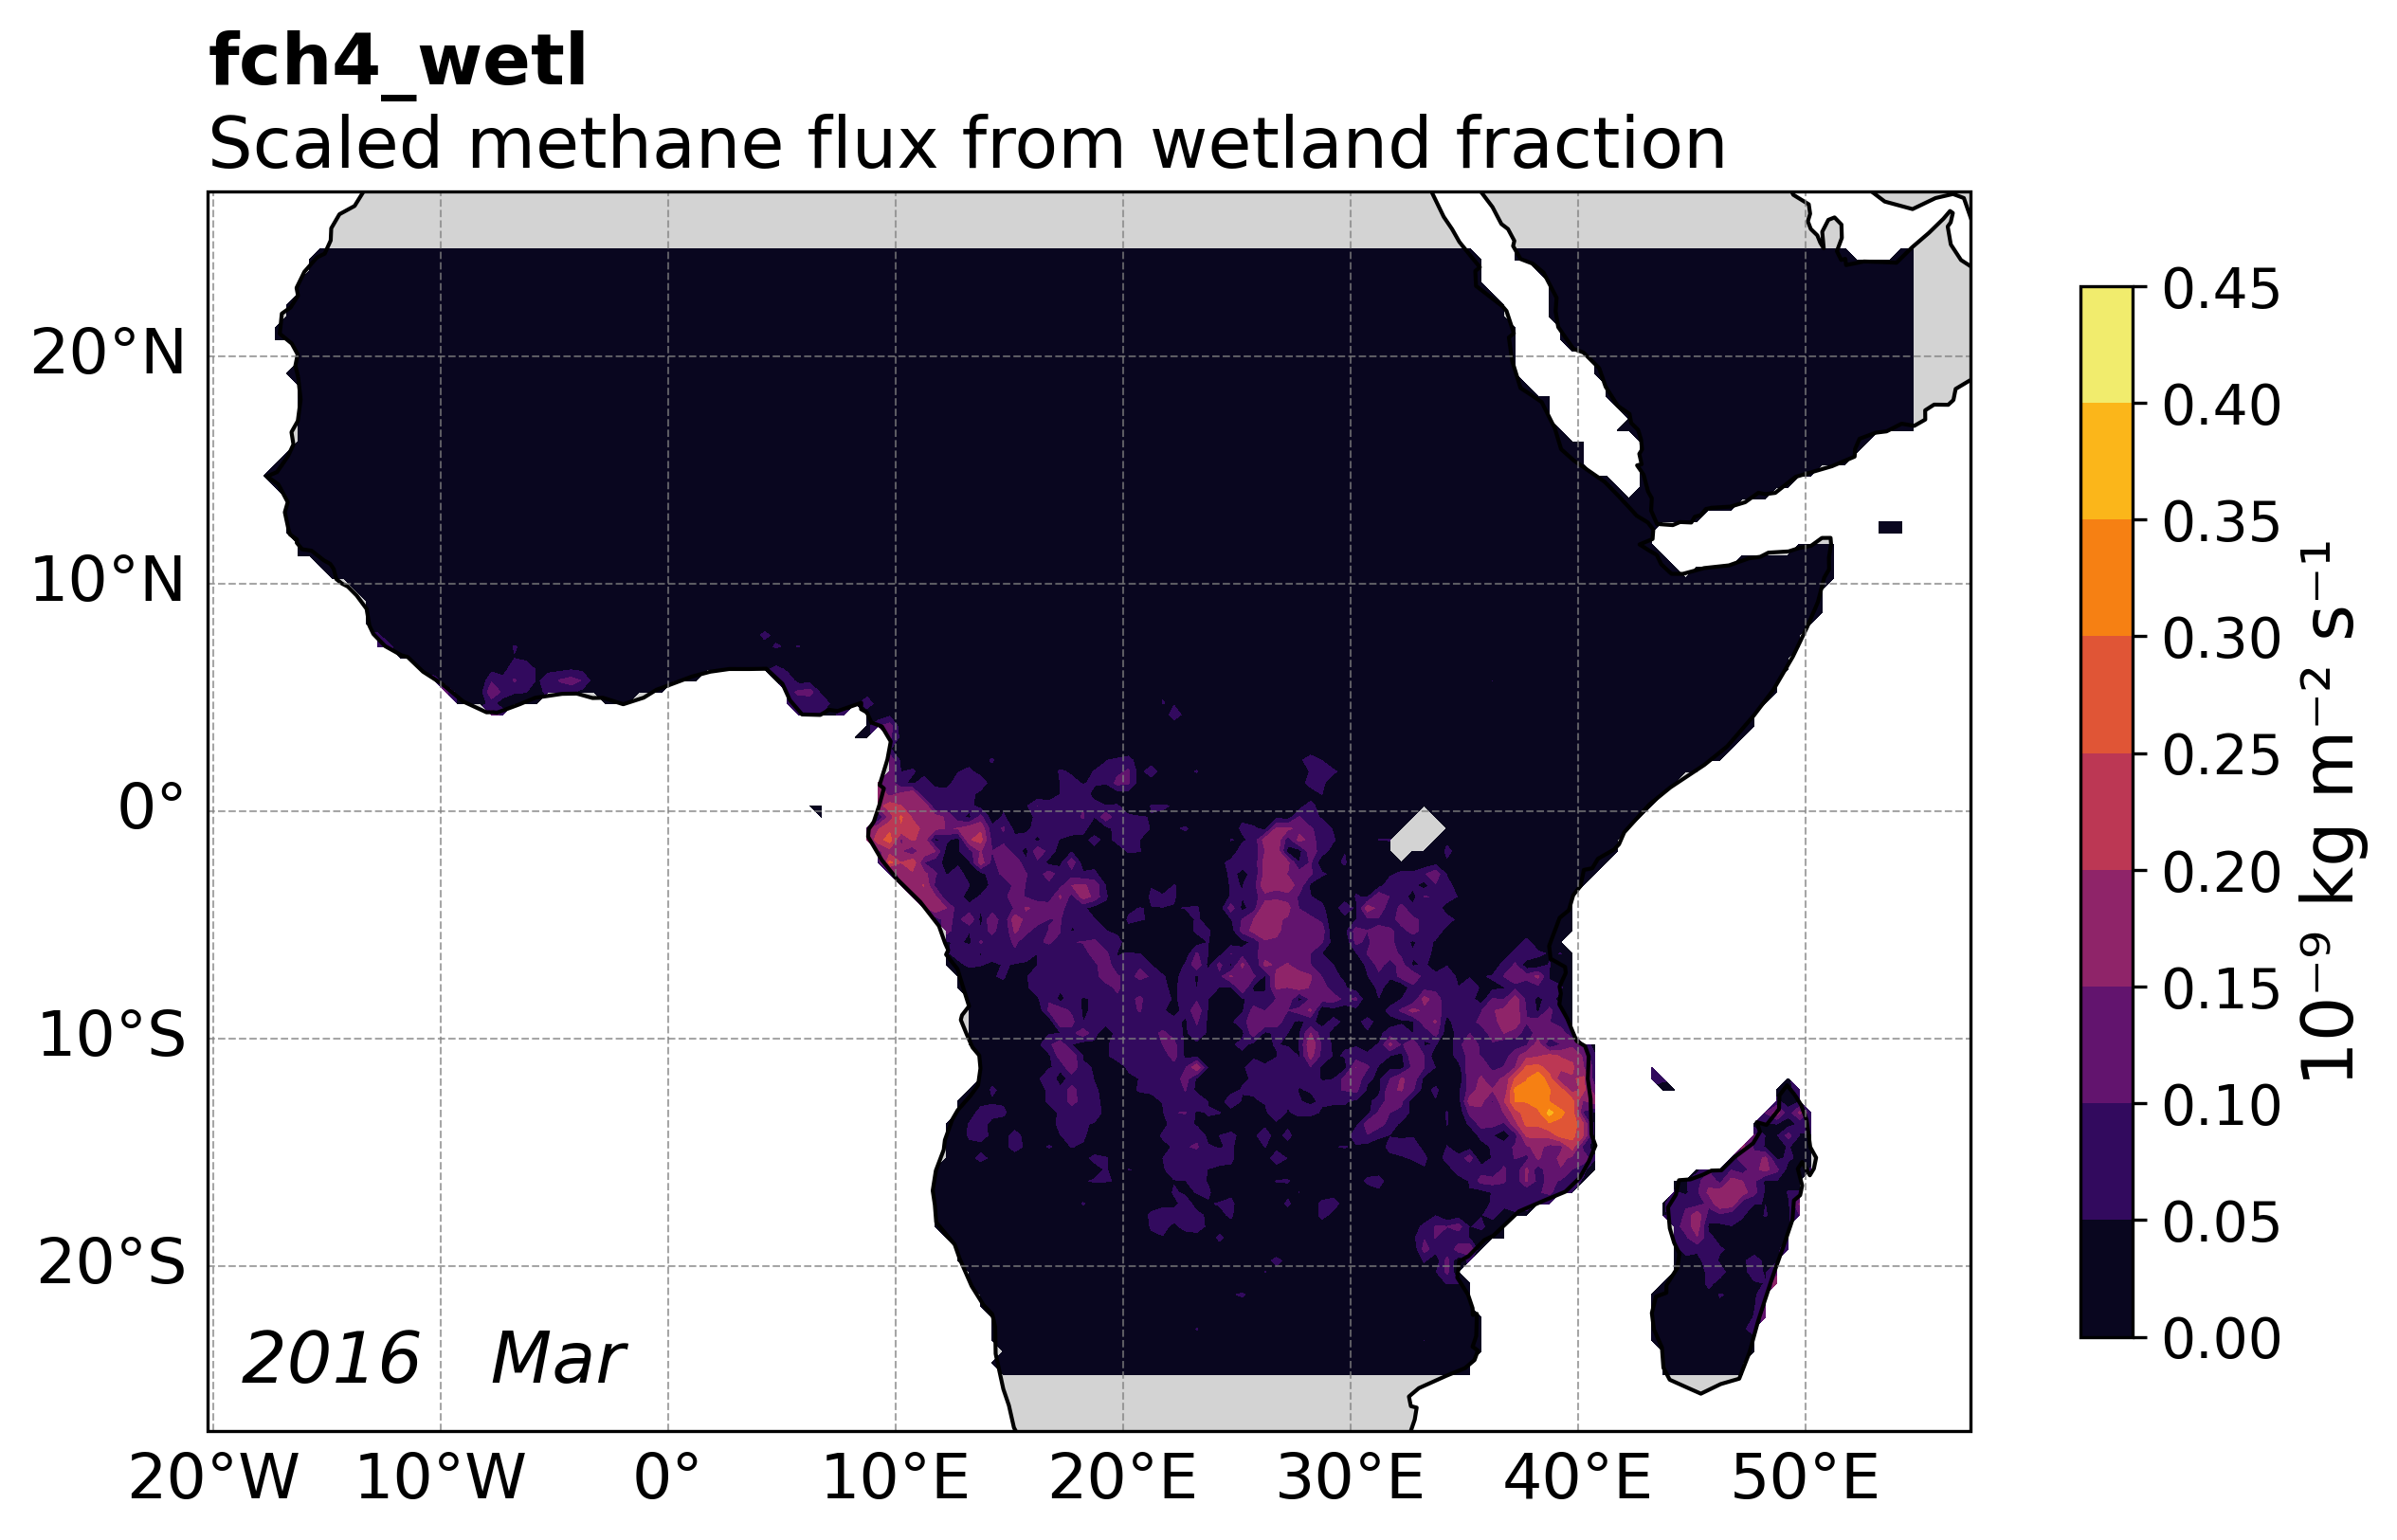 fch4_wetl
Scaled methane flux from wetland fraction
20°N
10°N
0°
10°S
20°S
2016 Mar
20°W 10°W 0° 10°E 20°E 30°E 40°E 50°E
0.45
0.40
0.35
0.30
0.25
0.20
0.15
0.10
0.05
0.00
10⁻⁹ kg m⁻² s⁻¹